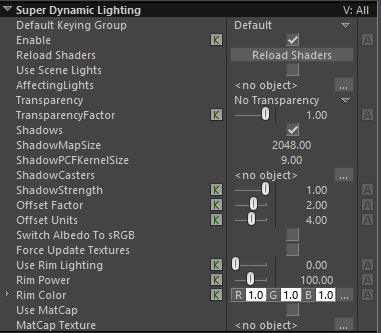 Super Dynamic Lighting V: All
Default Keying Group Default
Enable K A
Reload Shaders Reload Shaders
Use Scene Lights
AffectingLights <no object> ...
Transparency No Transparency
TransparencyFactor K 1.00 A
Shadows
ShadowMapSize 2048.00
ShadowPCFKernelSize 9.00
ShadowCasters <no object> ...
ShadowStrength K 1.00 A
Offset Factor K 2.00 A
Offset Units K 4.00 A
Switch Albedo To sRGB
Force Update Textures
Use Rim Lighting K 0.00 A
Rim Power K 100.00 A
Rim Color K R 1.0 G 1.0 B 1.0 ... A
Use MatCap
MatCap Texture <no object> ...